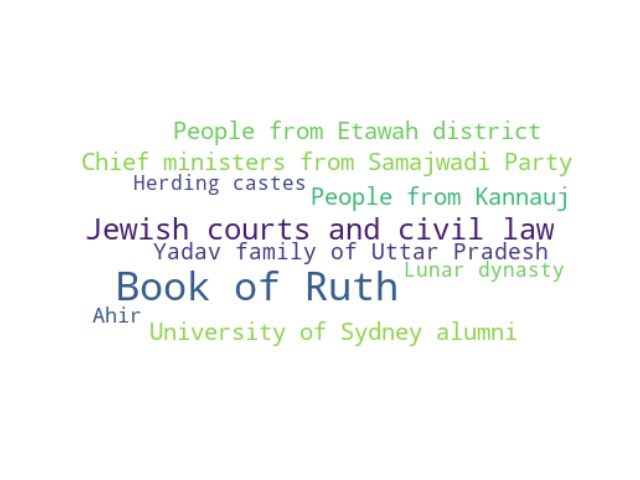 People from Etawah district
Chief ministers from Samajwadi Party
Herding castes
People from Kannauj
Jewish courts and civil law
Yadav family of Uttar Pradesh
Lunar dynasty
Book of Ruth
Ahir
University of Sydney alumni